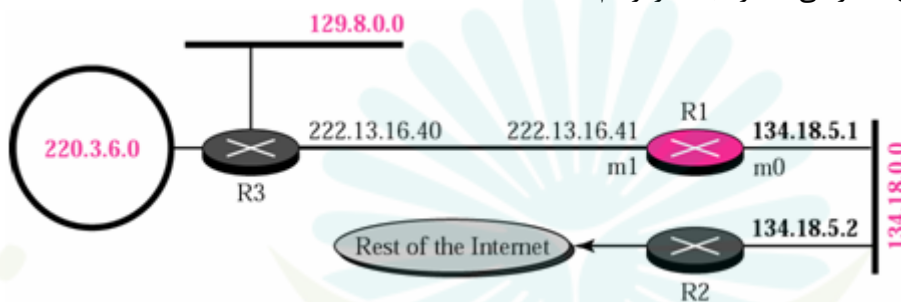 129.8.0.0
220.3.6.0
R3
222.13.16.40
222.13.16.41
R1
m1
m0
134.18.5.1
134.18.0.0
134.18.5.2
Rest of the Internet
R2